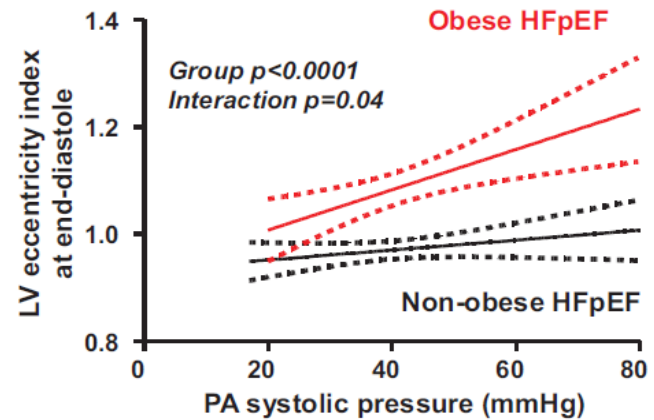 Obese HFpEF
Group p<0.0001
Interaction p=0.04
Non-obese HFpEF
LV eccentricity index
at end-diastole
1.4
1.2
1.0
0.8
0
20
40
60
80
PA systolic pressure (mmHg)